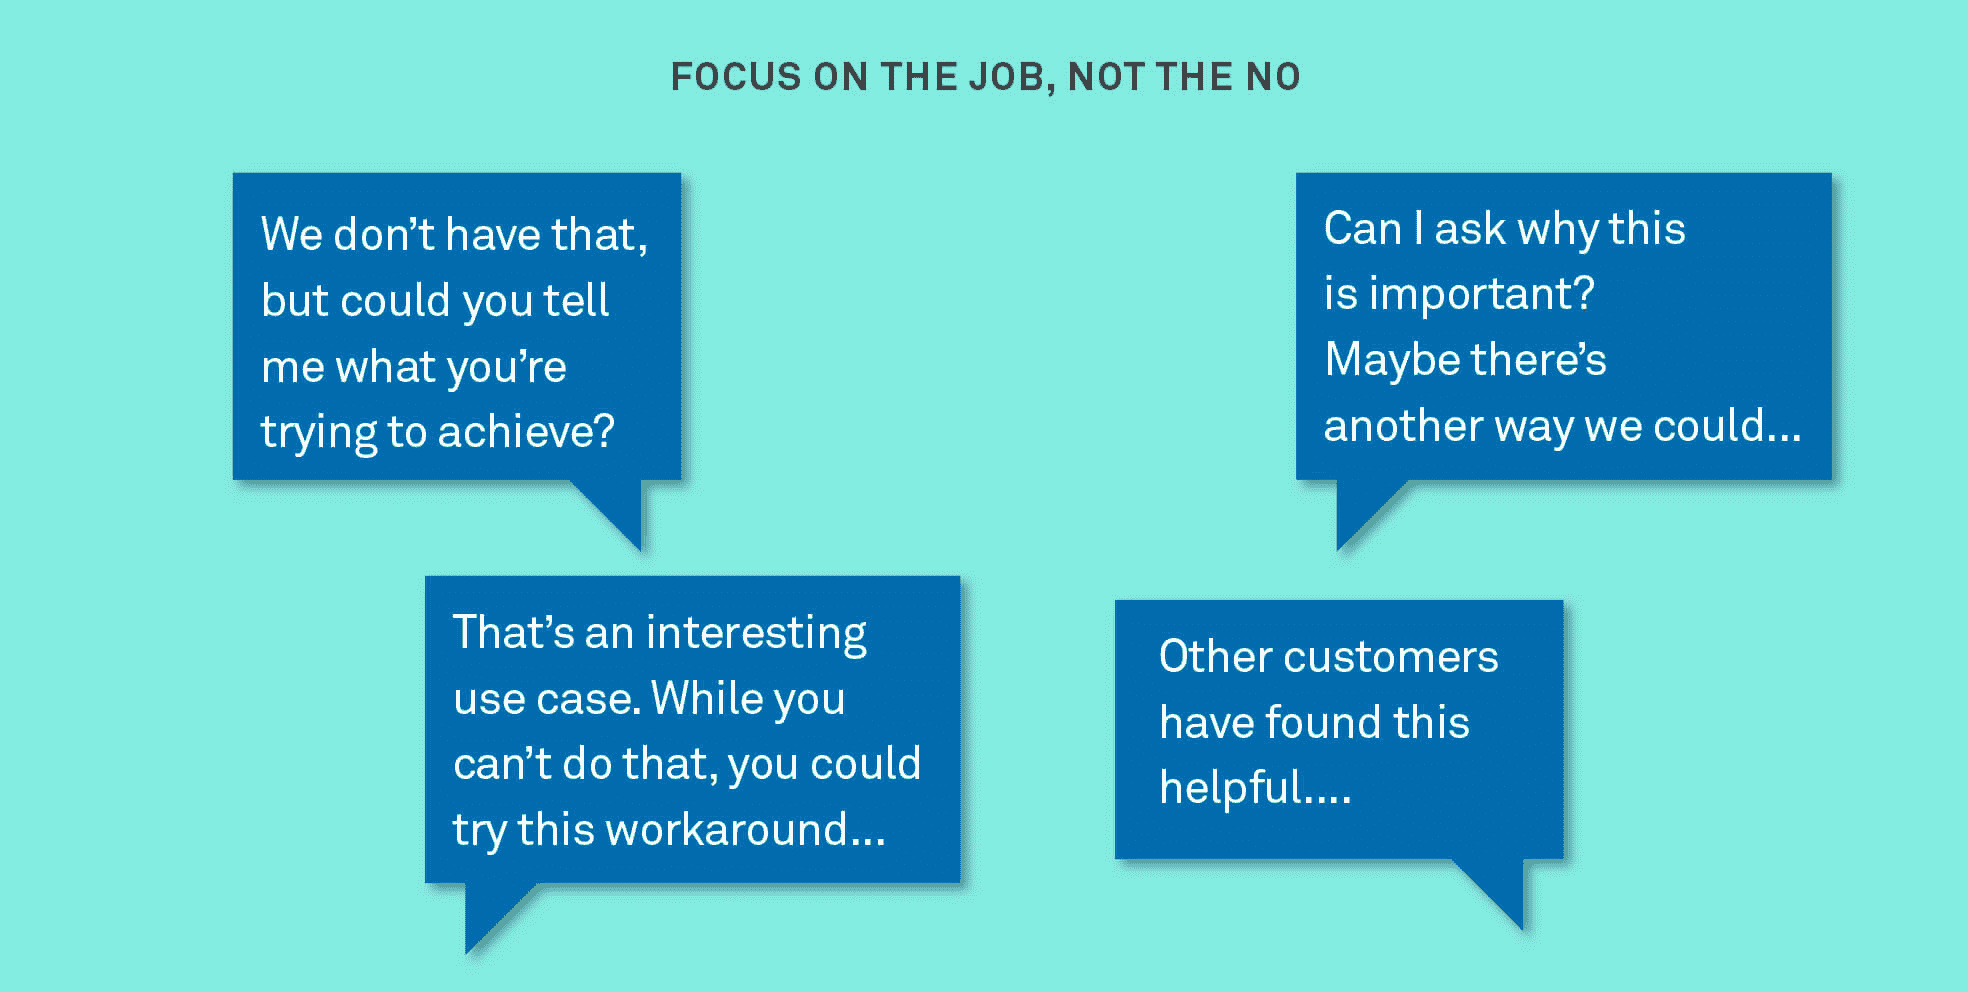 FOCUS ON THE JOB, NOT THE NO
We don’t have that,
but could you tell
me what you’re
trying to achieve?
Can I ask why this
is important?
Maybe there’s
another way we could...
That’s an interesting
use case. While you
can’t do that, you could
try this workaround...
Other customers
have found this
helpful....